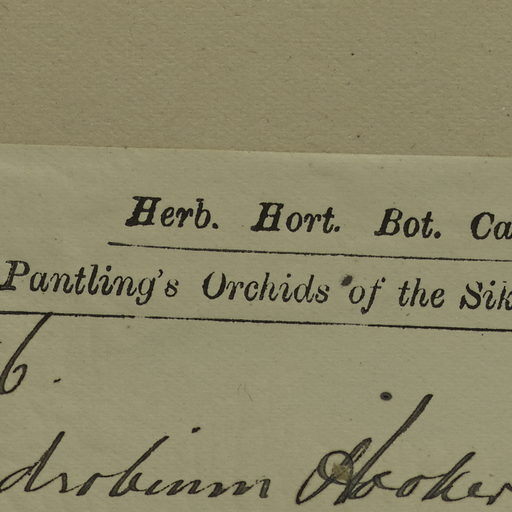 Herb. Hort. Bot. Ca
Pantling's Orchids of the Sik
6.
drobium Hooker